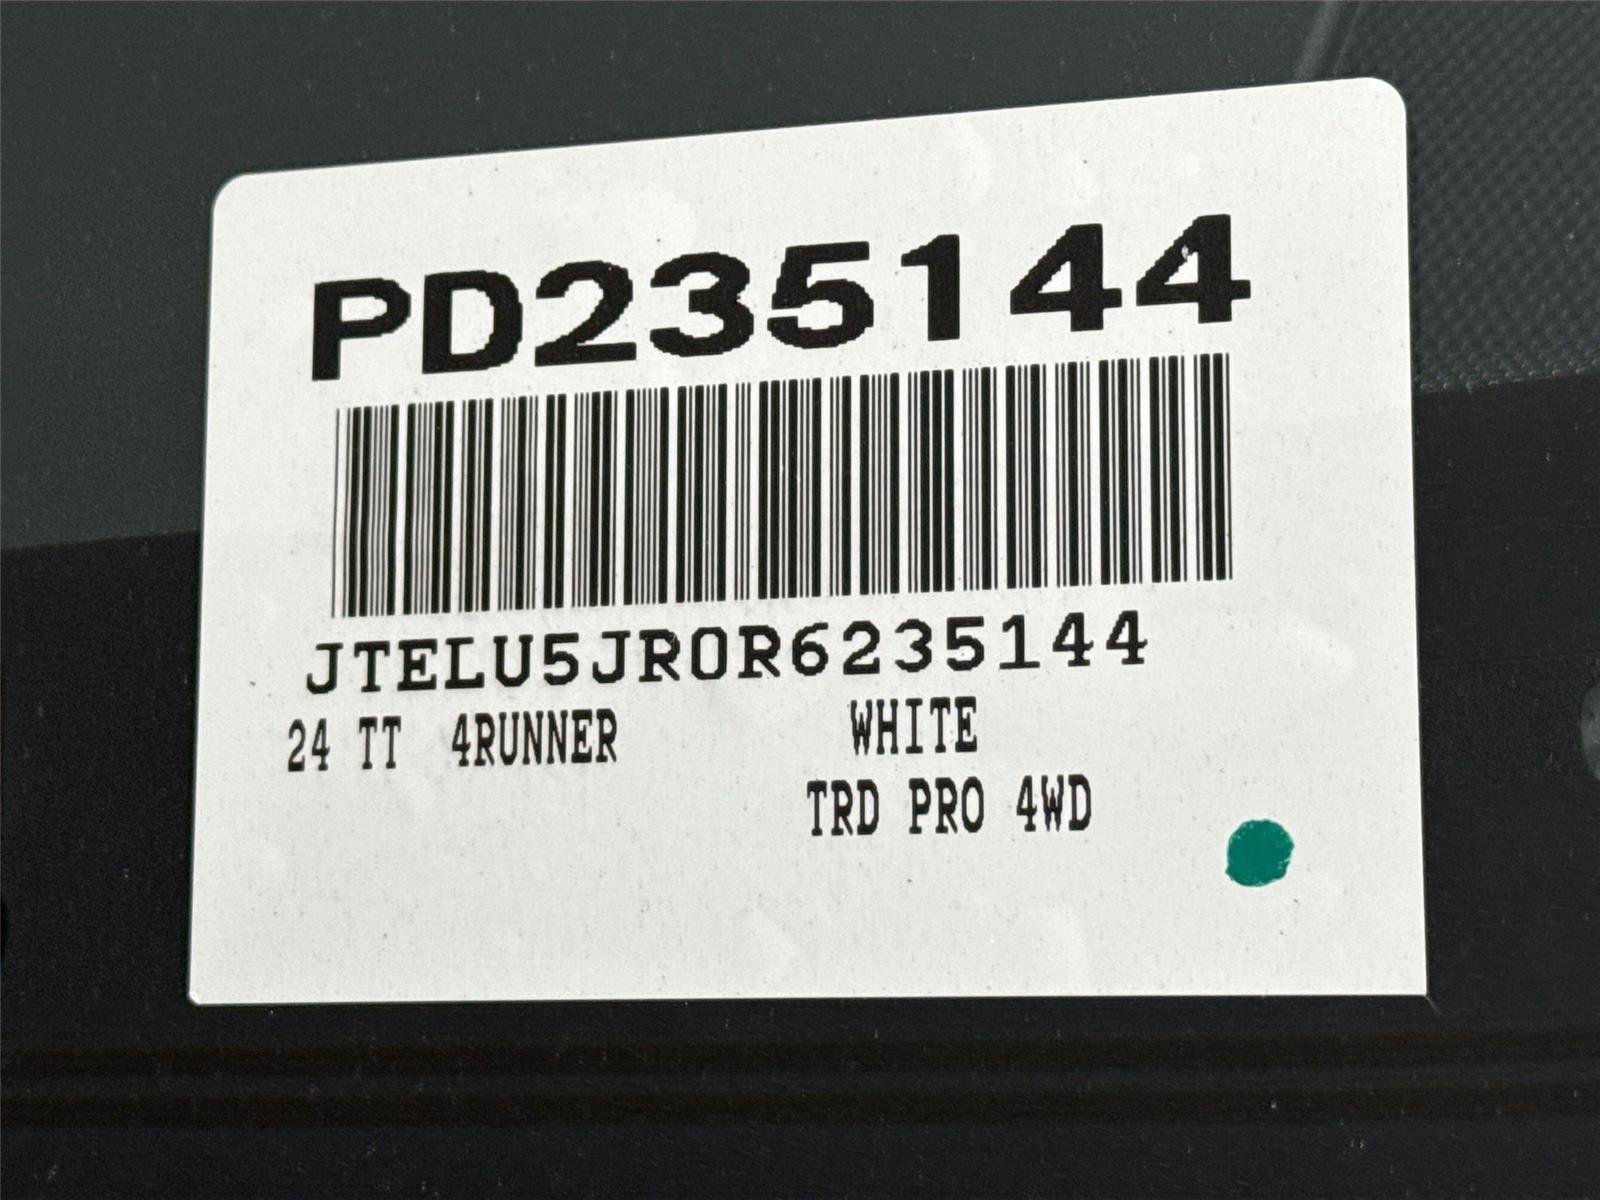 PD235144
JTELU5JR0R6235144
24 TT 4RUNNER WHITE
TRD PRO 4WD